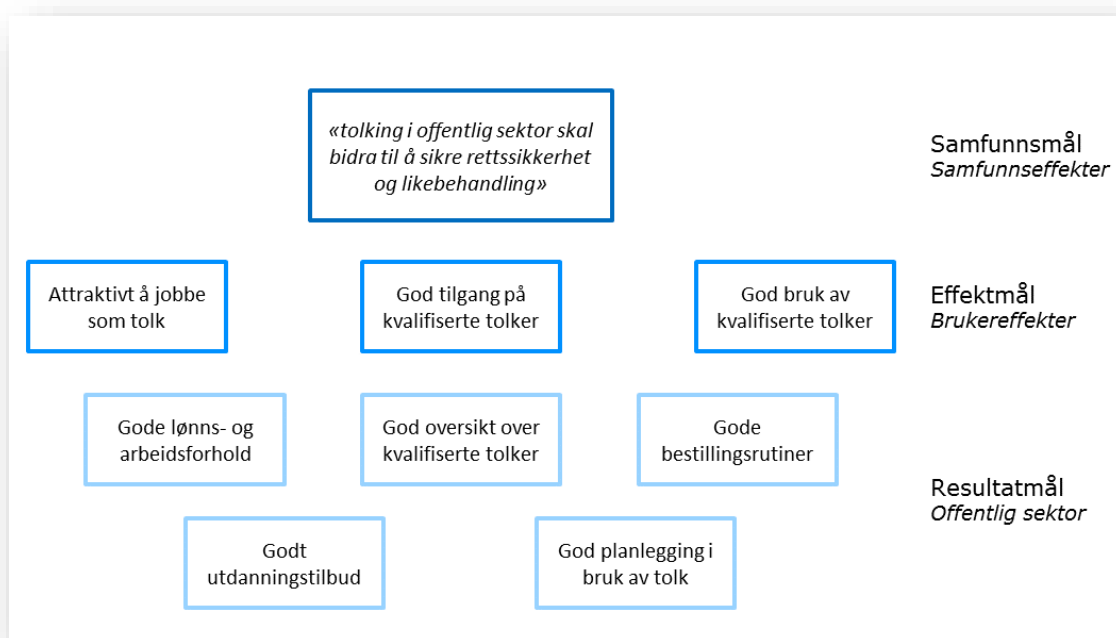 «tolking i offentlig sektor skal
bidra til å sikre rettssikkerhet
og likebehandling»
Samfunnsmål
Samfunnseffekter
Attraktivt å jobbe
som tolk
God tilgang på
kvalifiserte tolker
God bruk av
kvalifiserte tolker
Effektmål
Brukereffekter
Gode lønns- og
arbeidsforhold
God oversikt over
kvalifiserte tolker
Gode
bestillingsrutiner
Resultatmål
Offentlig sektor
Godt
utdanningstilbud
God planlegging i
bruk av tolk